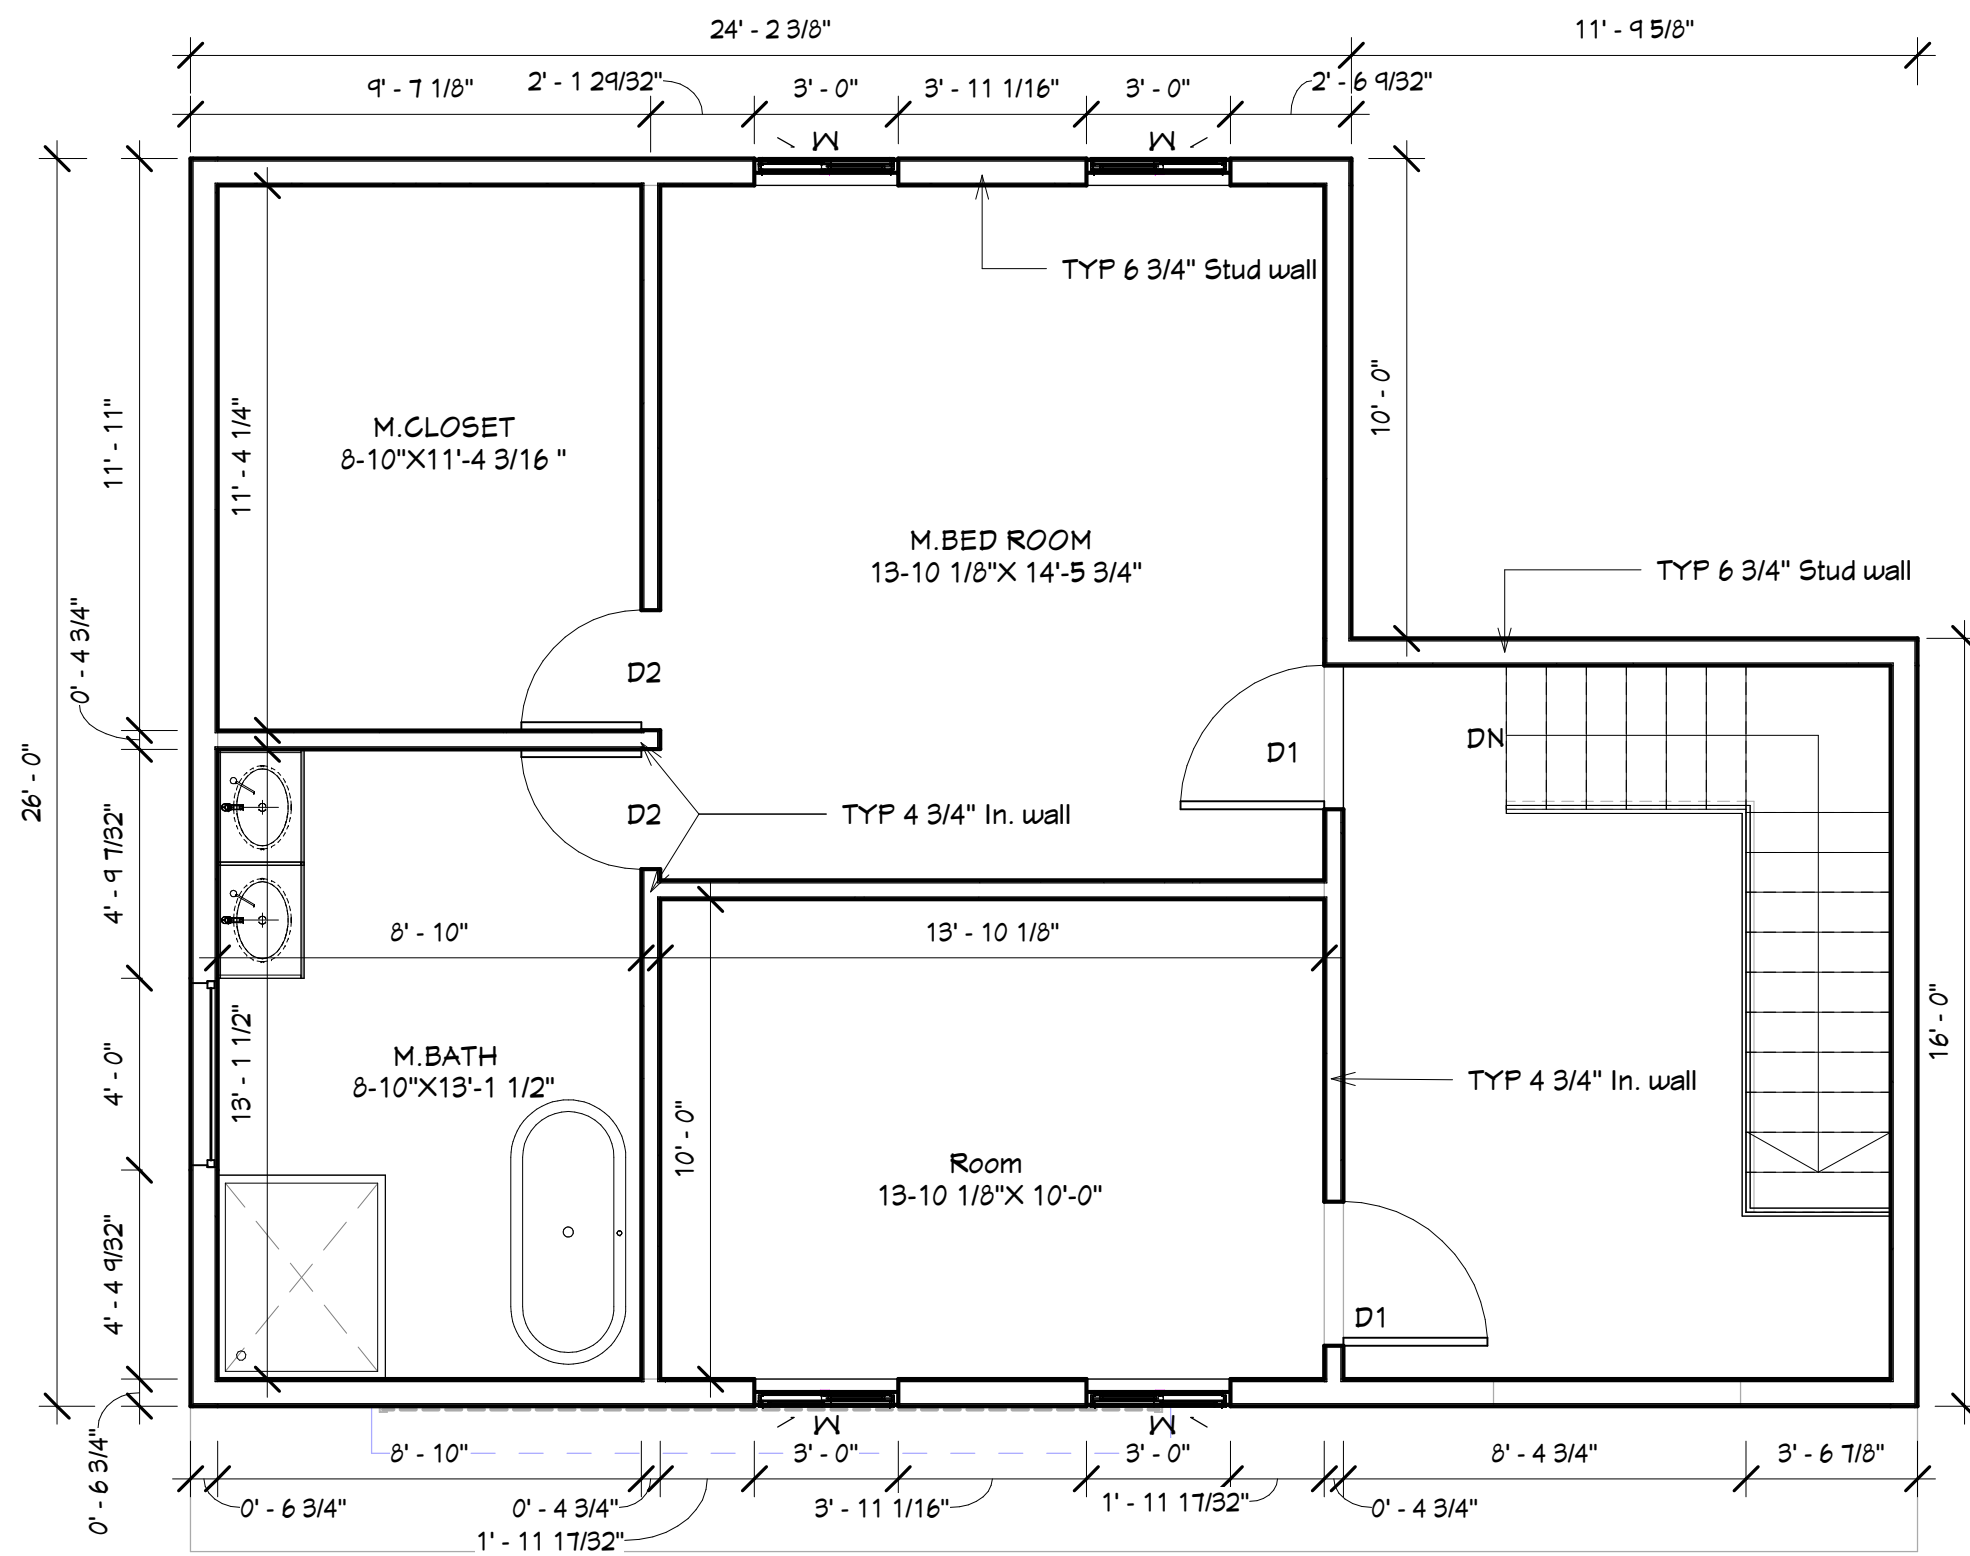 24' - 2 3/8"
11' - 9 5/8"
9' - 7 1/8"
2' - 1 29/32"
3' - 0"
3' - 11 1/16"
3' - 0"
2' - 6 9/32"
W
W
TYP 6 3/4" Stud wall
11' - 11"
11' - 4 1/4"
M.CLOSET
8-10"X11'-4 3/16 "
10' - 0"
M.BED ROOM
13-10 1/8"X 14'-5 3/4"
TYP 6 3/4" Stud wall
0' - 4 3/4"
D2
D1
DN
26' - 0"
D2
TYP 4 3/4" In. wall
4' - 9 7/32"
8' - 10"
13' - 10 1/8"
16' - 0"
4' - 0"
13' - 1 1/2"
M.BATH
8-10"X13'-1 1/2"
TYP 4 3/4" In. wall
10' - 0"
Room
13-10 1/8"X 10'-0"
4' - 4 9/32"
D1
W
W
0' - 6 3/4"
8' - 10"
3' - 0"
3' - 0"
8' - 4 3/4"
3' - 6 7/8"
0' - 6 3/4"
0' - 4 3/4"
3' - 11 1/16"
1' - 11 17/32"
0' - 4 3/4"
1' - 11 17/32"